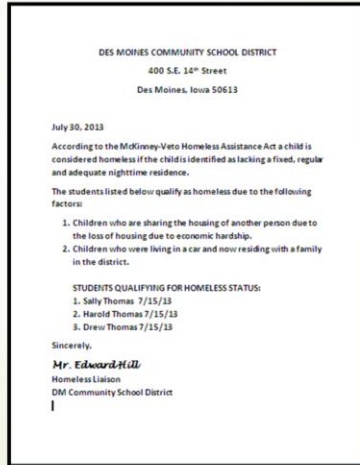 DES MOINES COMMUNITY SCHOOL DISTRICT
400 S.E. 14th Street
Des Moines, Iowa 50613
July 30, 2013
According to the McKinney-Veto Homeless Assistance Act a child is
considered homeless if the child is identified as lacking a fixed, regular
and adequate nighttime residence.
The students listed below qualify as homeless due to the following
factors:
1. Children who are sharing the housing of another person due to
the loss of housing due to economic hardship.
2. Children who were living in a car and now residing with a family
in the district.
STUDENTS QUALIFYING FOR HOMELESS STATUS:
1. Sally Thomas 7/15/13
2. Harold Thomas 7/15/13
3. Drew Thomas 7/15/13
Sincerely,
Mr. Edward Hill
Homeless Liaison
DM Community School District